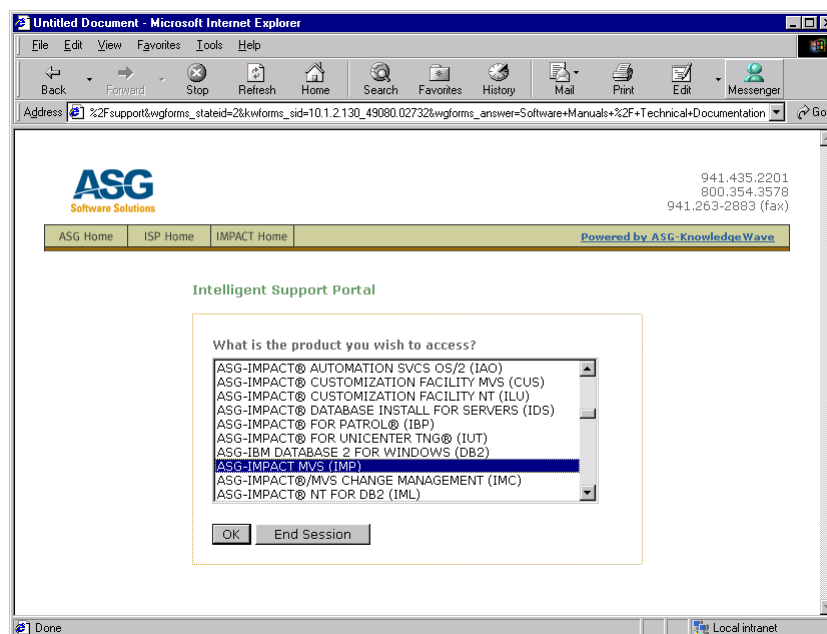 Untitled Document - Microsoft Internet Explorer
File Edit View Favorites Tools Help
Back Forward Stop Refresh Home Search Favorites History Mail Print Edit Messenger
Address %2Fsupport&wgforms_stateid=2&kwforms_sid=10.1.2.130_49080.02732&wgforms_answer=Software+Manuals+%2F+Technical+Documentation Go
ASG
Software Solutions
941.435.2201
800.354.3578
941.263-2883 (fax)
ASG Home ISP Home IMPACT Home Powered by ASG-KnowledgeWave
Intelligent Support Portal
What is the product you wish to access?
ASG-IMPACT® AUTOMATION SVCS OS/2 (IAO)
ASG-IMPACT® CUSTOMIZATION FACILITY MVS (CUS)
ASG-IMPACT® CUSTOMIZATION FACILITY NT (ILU)
ASG-IMPACT® DATABASE INSTALL FOR SERVERS (IDS)
ASG-IMPACT® FOR PATROL® (IBP)
ASG-IMPACT® FOR UNICENTER TNG® (IUT)
ASG-IBM DATABASE 2 FOR WINDOWS (DB2)
ASG-IMPACT MVS (IMP)
ASG-IMPACT®/MVS CHANGE MANAGEMENT (IMC)
ASG-IMPACT® NT FOR DB2 (IML)
OK End Session
Done Local intranet